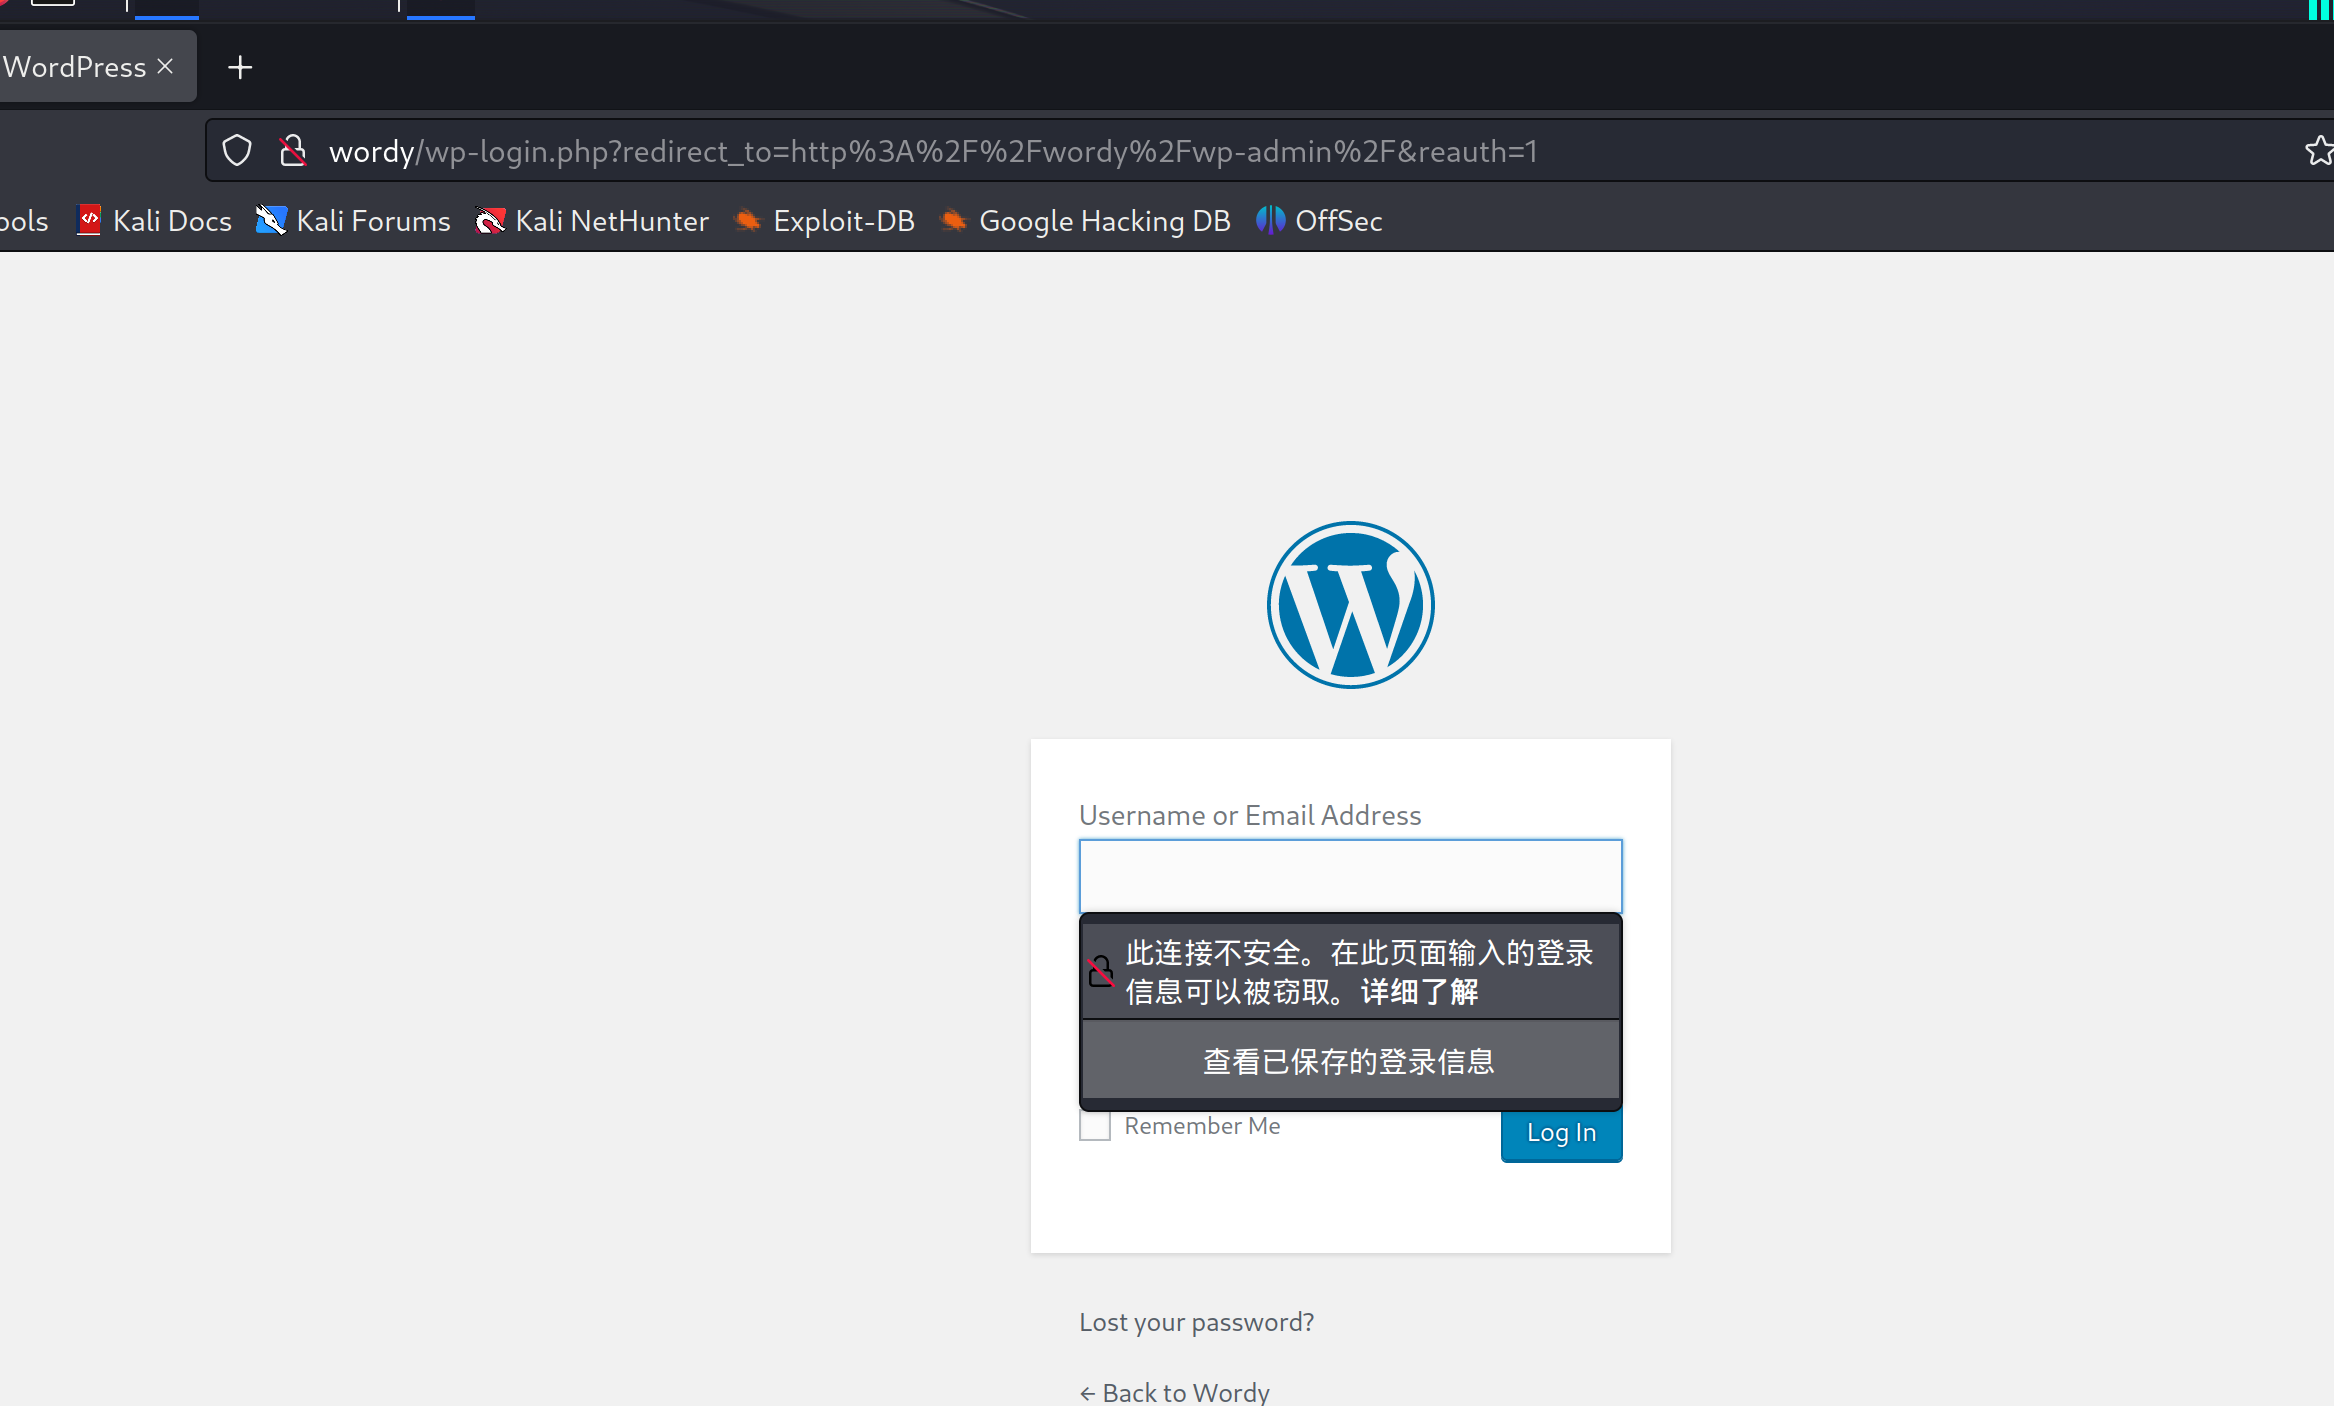 WordPress
wordy/wp-login.php?redirect_to=http%3A%2F%2Fwordy%2Fwp-admin%2F&reauth=1
ools Kali Docs Kali Forums Kali NetHunter Exploit-DB Google Hacking DB OffSec
Username or Email Address
此连接不安全。在此页面输入的登录
信息可以被窃取。详细了解
查看已保存的登录信息
Remember Me
Log In
Lost your password?
← Back to Wordy